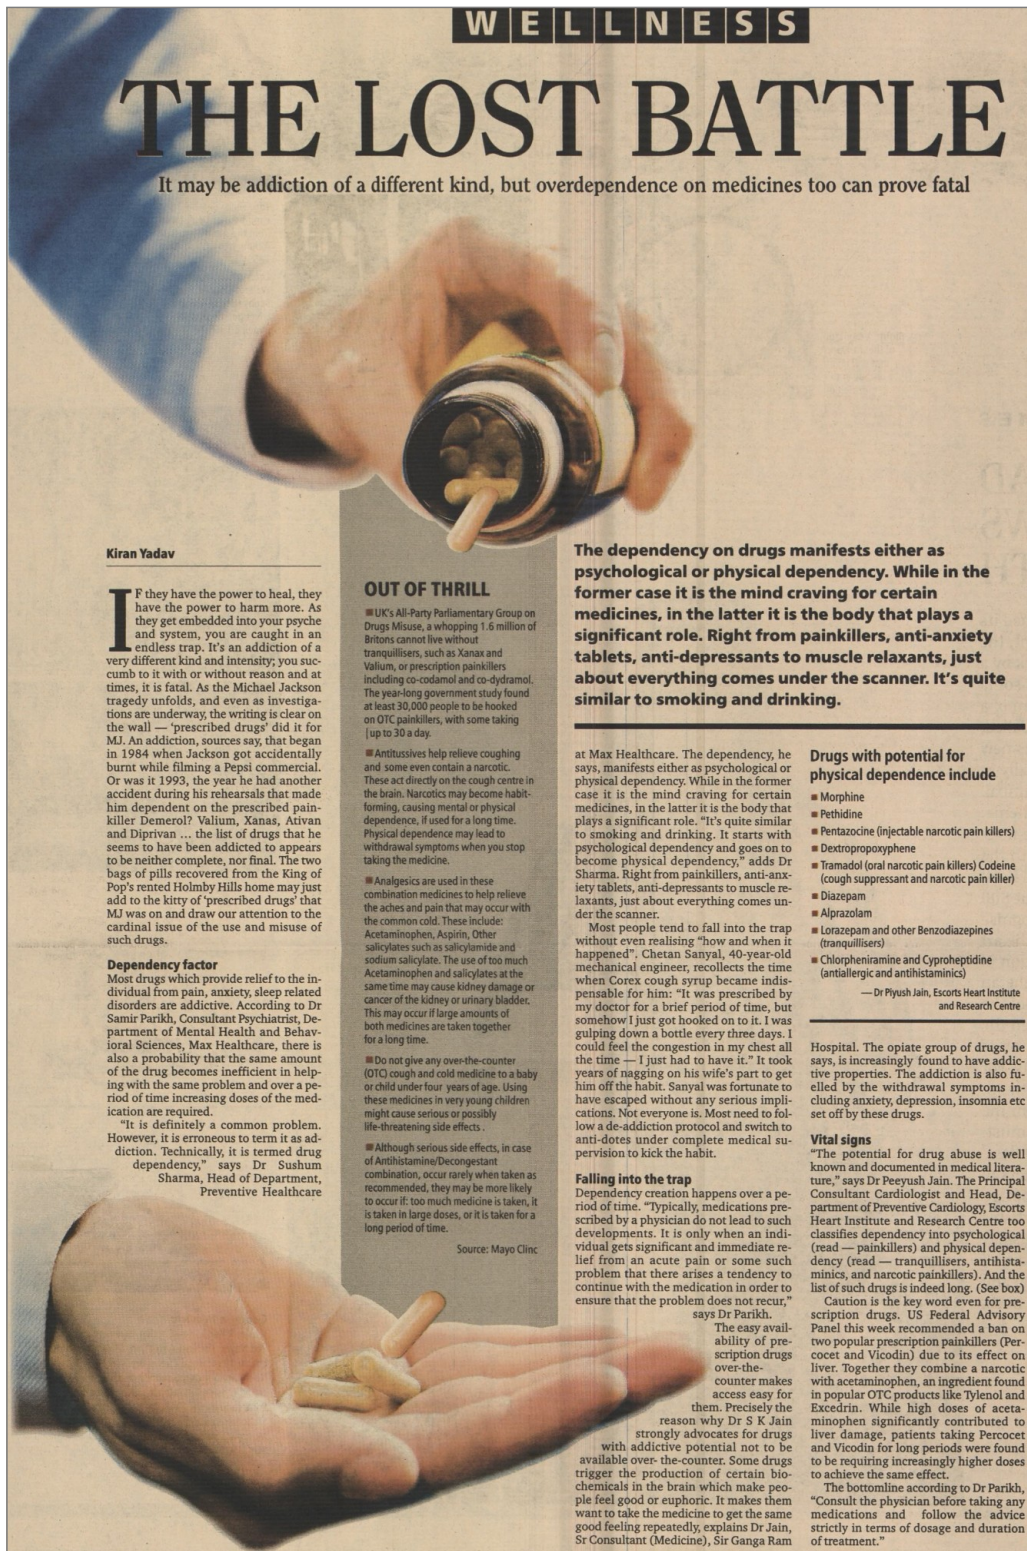 WELLNESS
THE LOST BATTLE
It may be addiction of a different kind, but overdependence on medicines too can prove fatal
Kiran Yadav
IF they have the power to heal, they
have the power to harm more. As
they get embedded into your psyche
and system, you are caught in an
endless trap. It's an addiction of a
very different kind and intensity; you suc-
cumb to it with or without reason and at
times, it is fatal. As the Michael Jackson
tragedy unfolds, and even as investiga-
tions are underway, the writing is clear on
the wall — 'prescribed drugs' did it for
MJ. An addiction, sources say, that began
in 1984 when Jackson got accidentally
burnt while filming a Pepsi commercial.
Or was it 1993, the year he had another
accident during his rehearsals that made
him dependent on the prescribed pain-
killer Demerol? Valium, Xanas, Ativan
and Diprivan ... the list of drugs that he
seems to have been addicted to appears
to be neither complete, nor final. The two
bags of pills recovered from the King of
Pop's rented Holmby Hills home may just
add to the kitty of 'prescribed drugs' that
MJ was on and draw our attention to the
cardinal issue of the use and misuse of
such drugs.
Dependency factor
Most drugs which provide relief to the in-
dividual from pain, anxiety, sleep related
disorders are addictive. According to Dr
Samir Parikh, Consultant Psychiatrist, De-
partment of Mental Health and Behav-
ioral Sciences, Max Healthcare, there is
also a probability that the same amount
of the drug becomes inefficient in help-
ing with the same problem and over a pe-
riod of time increasing doses of the med-
ication are required.
"It is definitely a common problem.
However, it is erroneous to term it as ad-
diction. Technically, it is termed drug
dependency," says Dr Sushum
Sharma, Head of Department,
Preventive Healthcare
OUT OF THRILL
■ UK's All-Party Parliamentary Group on
Drugs Misuse, a whopping 1.6 million of
Britons cannot live without
tranquillisers, such as Xanax and
Valium, or prescription painkillers
including co-codamol and co-dydramol.
The year-long government study found
at least 30,000 people to be hooked
on OTC painkillers, with some taking
up to 30 a day.
■ Antitussives help relieve coughing
and some even contain a narcotic.
These act directly on the cough centre in
the brain. Narcotics may become habit-
forming, causing mental or physical
dependence, if used for a long time.
Physical dependence may lead to
withdrawal symptoms when you stop
taking the medicine.
■ Analgesics are used in these
combination medicines to help relieve
the aches and pain that may occur with
the common cold. These include:
Acetaminophen, Aspirin, Other
salicylates such as salicylamide and
sodium salicylate. The use of too much
Acetaminophen and salicylates at the
same time may cause kidney damage or
cancer of the kidney or urinary bladder.
This may occur if large amounts of
both medicines are taken together
for a long time.
■ Do not give any over-the-counter
(OTC) cough and cold medicine to a baby
or child under four years of age. Using
these medicines in very young children
might cause serious or possibly
life-threatening side effects .
■ Although serious side effects, in case
of Antihistamine/Decongestant
combination, occur rarely when taken as
recommended, they may be more likely
to occur if: too much medicine is taken, it
is taken in large doses, or it is taken for a
long period of time.
Source: Mayo Clinc
The dependency on drugs manifests either as
psychological or physical dependency. While in the
former case it is the mind craving for certain
medicines, in the latter it is the body that plays a
significant role. Right from painkillers, anti-anxiety
tablets, anti-depressants to muscle relaxants, just
about everything comes under the scanner. It's quite
similar to smoking and drinking.
at Max Healthcare. The dependency, he
says, manifests either as psychological or
physical dependency. While in the former
case it is the mind craving for certain
medicines, in the latter it is the body that
plays a significant role. "It's quite similar
to smoking and drinking. It starts with
psychological dependency and goes on to
become physical dependency," adds Dr
Sharma. Right from painkillers, anti-anx-
iety tablets, anti-depressants to muscle re-
laxants, just about everything comes un-
der the scanner.
Most people tend to fall into the trap
without even realising "how and when it
happened". Chetan Sanyal, 40-year-old
mechanical engineer, recollects the time
when Corex cough syrup became indis-
pensable for him: "It was prescribed by
my doctor for a brief period of time, but
somehow I just got hooked on to it. I was
gulping down a bottle every three days. I
could feel the congestion in my chest all
the time — I just had to have it." It took
years of nagging on his wife's part to get
him off the habit. Sanyal was fortunate to
have escaped without any serious impli-
cations. Not everyone is. Most need to fol-
low a de-addiction protocol and switch to
anti-dotes under complete medical su-
pervision to kick the habit.
Falling into the trap
Dependency creation happens over a pe-
riod of time. "Typically, medications pre-
scribed by a physician do not lead to such
developments. It is only when an indi-
vidual gets significant and immediate re-
lief from an acute pain or some such
problem that there arises a tendency to
continue with the medication in order to
ensure that the problem does not recur,"
says Dr Parikh.
The easy avail-
ability of pre-
scription drugs
over-the-
counter makes
access easy for
them. Precisely the
reason why Dr S K Jain
strongly advocates for drugs
with addictive potential not to be
available over- the-counter. Some drugs
trigger the production of certain bio-
chemicals in the brain which make peo-
ple feel good or euphoric. It makes them
want to take the medicine to get the same
good feeling repeatedly, explains Dr Jain,
Sr Consultant (Medicine), Sir Ganga Ram
Drugs with potential for
physical dependence include
■ Morphine
■ Pethidine
■ Pentazocine (injectable narcotic pain killers)
■ Dextropropoxyphene
■ Tramadol (oral narcotic pain killers) Codeine
(cough suppressant and narcotic pain killer)
■ Diazepam
■ Alprazolam
■ Lorazepam and other Benzodiazepines
(tranquillisers)
■ Chlorpheniramine and Cyproheptidine
(antiallergic and antihistaminics)
— Dr Piyush Jain, Escorts Heart Institute
and Research Centre
Hospital. The opiate group of drugs, he
says, is increasingly found to have addic-
tive properties. The addiction is also fu-
elled by the withdrawal symptoms in-
cluding anxiety, depression, insomnia etc
set off by these drugs.
Vital signs
"The potential for drug abuse is well
known and documented in medical litera-
ture," says Dr Peeyush Jain. The Principal
Consultant Cardiologist and Head, De-
partment of Preventive Cardiology, Escorts
Heart Institute and Research Centre too
classifies dependency into psychological
(read — painkillers) and physical depen-
dency (read — tranquillisers, antihista-
minics, and narcotic painkillers). And the
list of such drugs is indeed long. (See box)
Caution is the key word even for pre-
scription drugs. US Federal Advisory
Panel this week recommended a ban on
two popular prescription painkillers (Per-
cocet and Vicodin) due to its effect on
liver. Together they combine a narcotic
with acetaminophen, an ingredient found
in popular OTC products like Tylenol and
Excedrin. While high doses of aceta-
minophen significantly contributed to
liver damage, patients taking Percocet
and Vicodin for long periods were found
to be requiring increasingly higher doses
to achieve the same effect.
The bottomline according to Dr Parikh,
"Consult the physician before taking any
medications and follow the advice
strictly in terms of dosage and duration
of treatment."